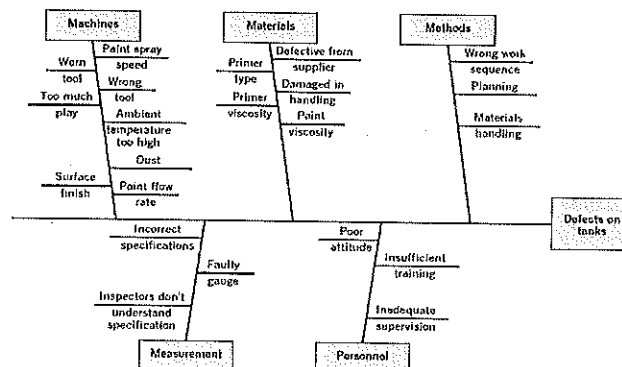 Machines
Materials
Methods
Paint spray
speed
Worn
tool
Wrong
tool
Too much
play
Ambient
temperature
too high
Dust
Surface
finish
Paint flow
rate
Defective from
supplier
Primer
type
Damaged in
handling
Primer
viscosity
Paint
viscosity
Wrong work
sequence
Planning
Materials
handling
Defects on
tanks
Incorrect
specifications
Faulty
gauge
Inspectors don't
understand
specification
Measurement
Poor
attitude
Insufficient
training
Inadequate
supervision
Personnel